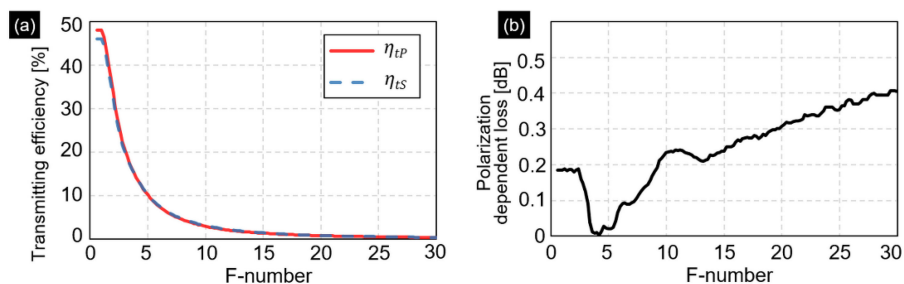 (a)
50
40
30
20
10
0
Transmitting efficiency [%]
0 5 10 15 20 25 30
F-number
η_tP
η_tS
(b)
0.5
0.4
0.3
0.2
0.1
0
Polarization
dependent loss [dB]
0 5 10 15 20 25 30
F-number